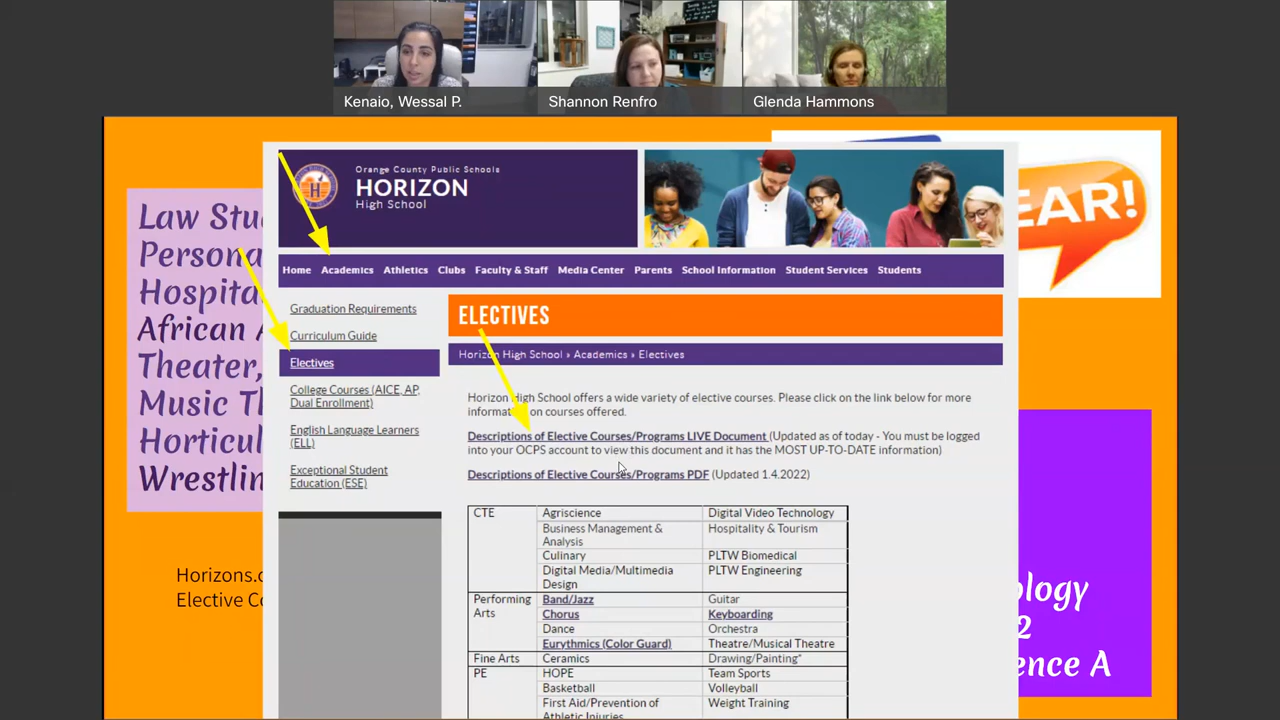 Kenaio, Wessal P.
Shannon Renfro
Glenda Hammons
EAR!
Law Stu
Persona
Hospita
African A
Theater,
Music T
Horticul
Wrestlin
Horizons.
Elective C
Orange County Public Schools
HORIZON
High School
Home Academics Athletics Clubs Faculty & Staff Media Center Parents School Information Student Services Students
Graduation Requirements
Curriculum Guide
Electives
College Courses (AICE, AP,
Dual Enrollment)
English Language Learners
(ELL)
Exceptional Student
Education (ESE)
ELECTIVES
Horizon High School » Academics » Electives
Horizon High School offers a wide variety of elective courses. Please click on the link below for more
information on courses offered.
Descriptions of Elective Courses/Programs LIVE Document (Updated as of today - You must be logged
into your OCPS account to view this document and it has the MOST UP-TO-DATE information)
Descriptions of Elective Courses/Programs PDF (Updated 1.4.2022)
CTE Agriscience Digital Video Technology
Business Management & Hospitality & Tourism
Analysis
Culinary PLTW Biomedical
Digital Media/Multimedia PLTW Engineering
Design
Performing Band/Jazz Guitar
Arts Chorus Keyboarding
Dance Orchestra
Eurythmics (Color Guard) Theatre/Musical Theatre
Fine Arts Ceramics Drawing/Painting*
PE HOPE Team Sports
Basketball Volleyball
First Aid/Prevention of Weight Training
Athletic Injuries
ology
2
ence A